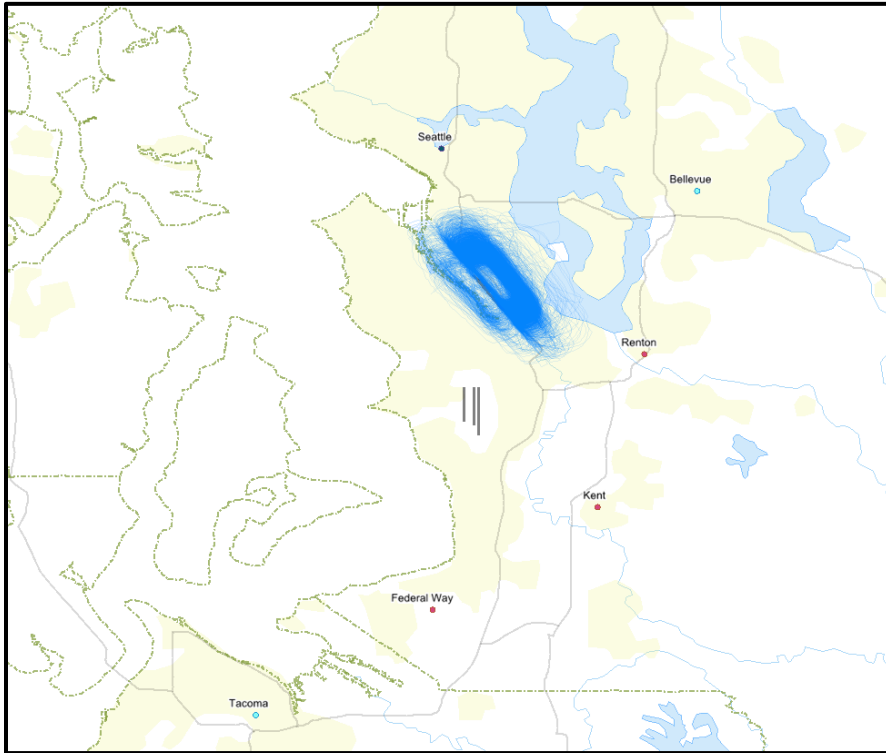 Seattle
Bellevue
Renton
Kent
Federal Way
Tacoma